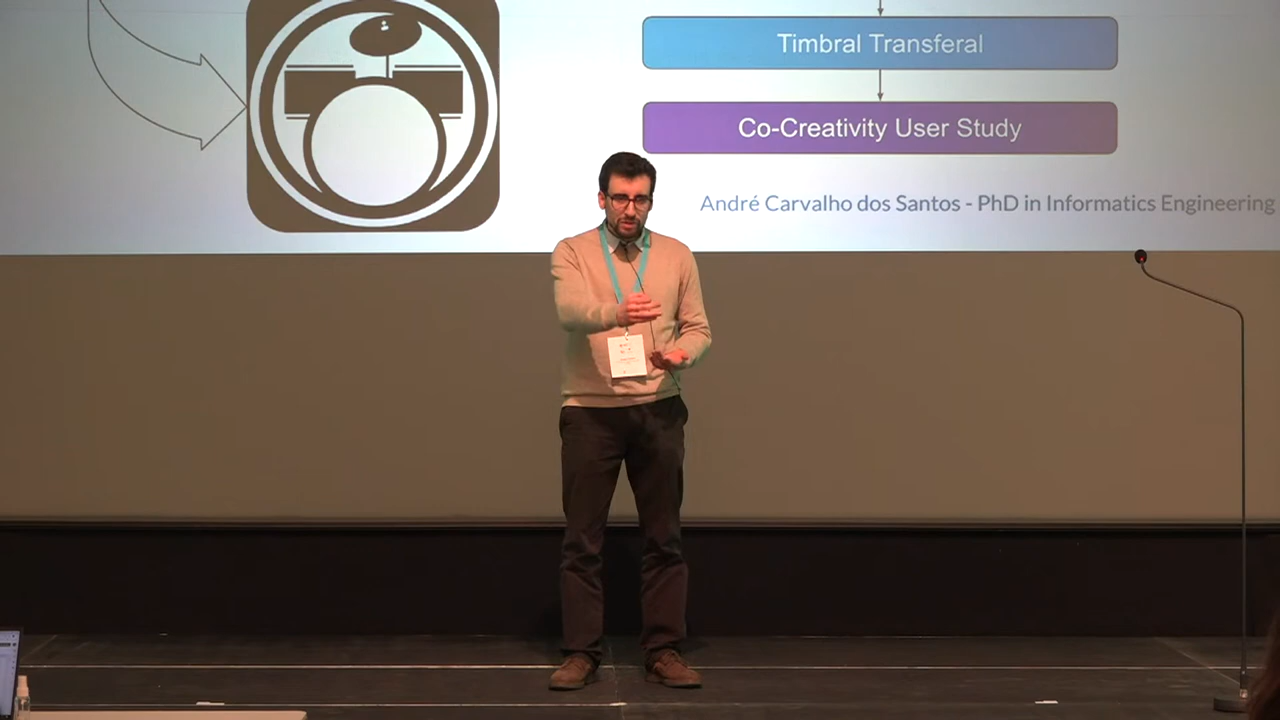 Timbral Transferal
Co-Creativity User Study
André Carvalho dos Santos - PhD in Informatics Engineering